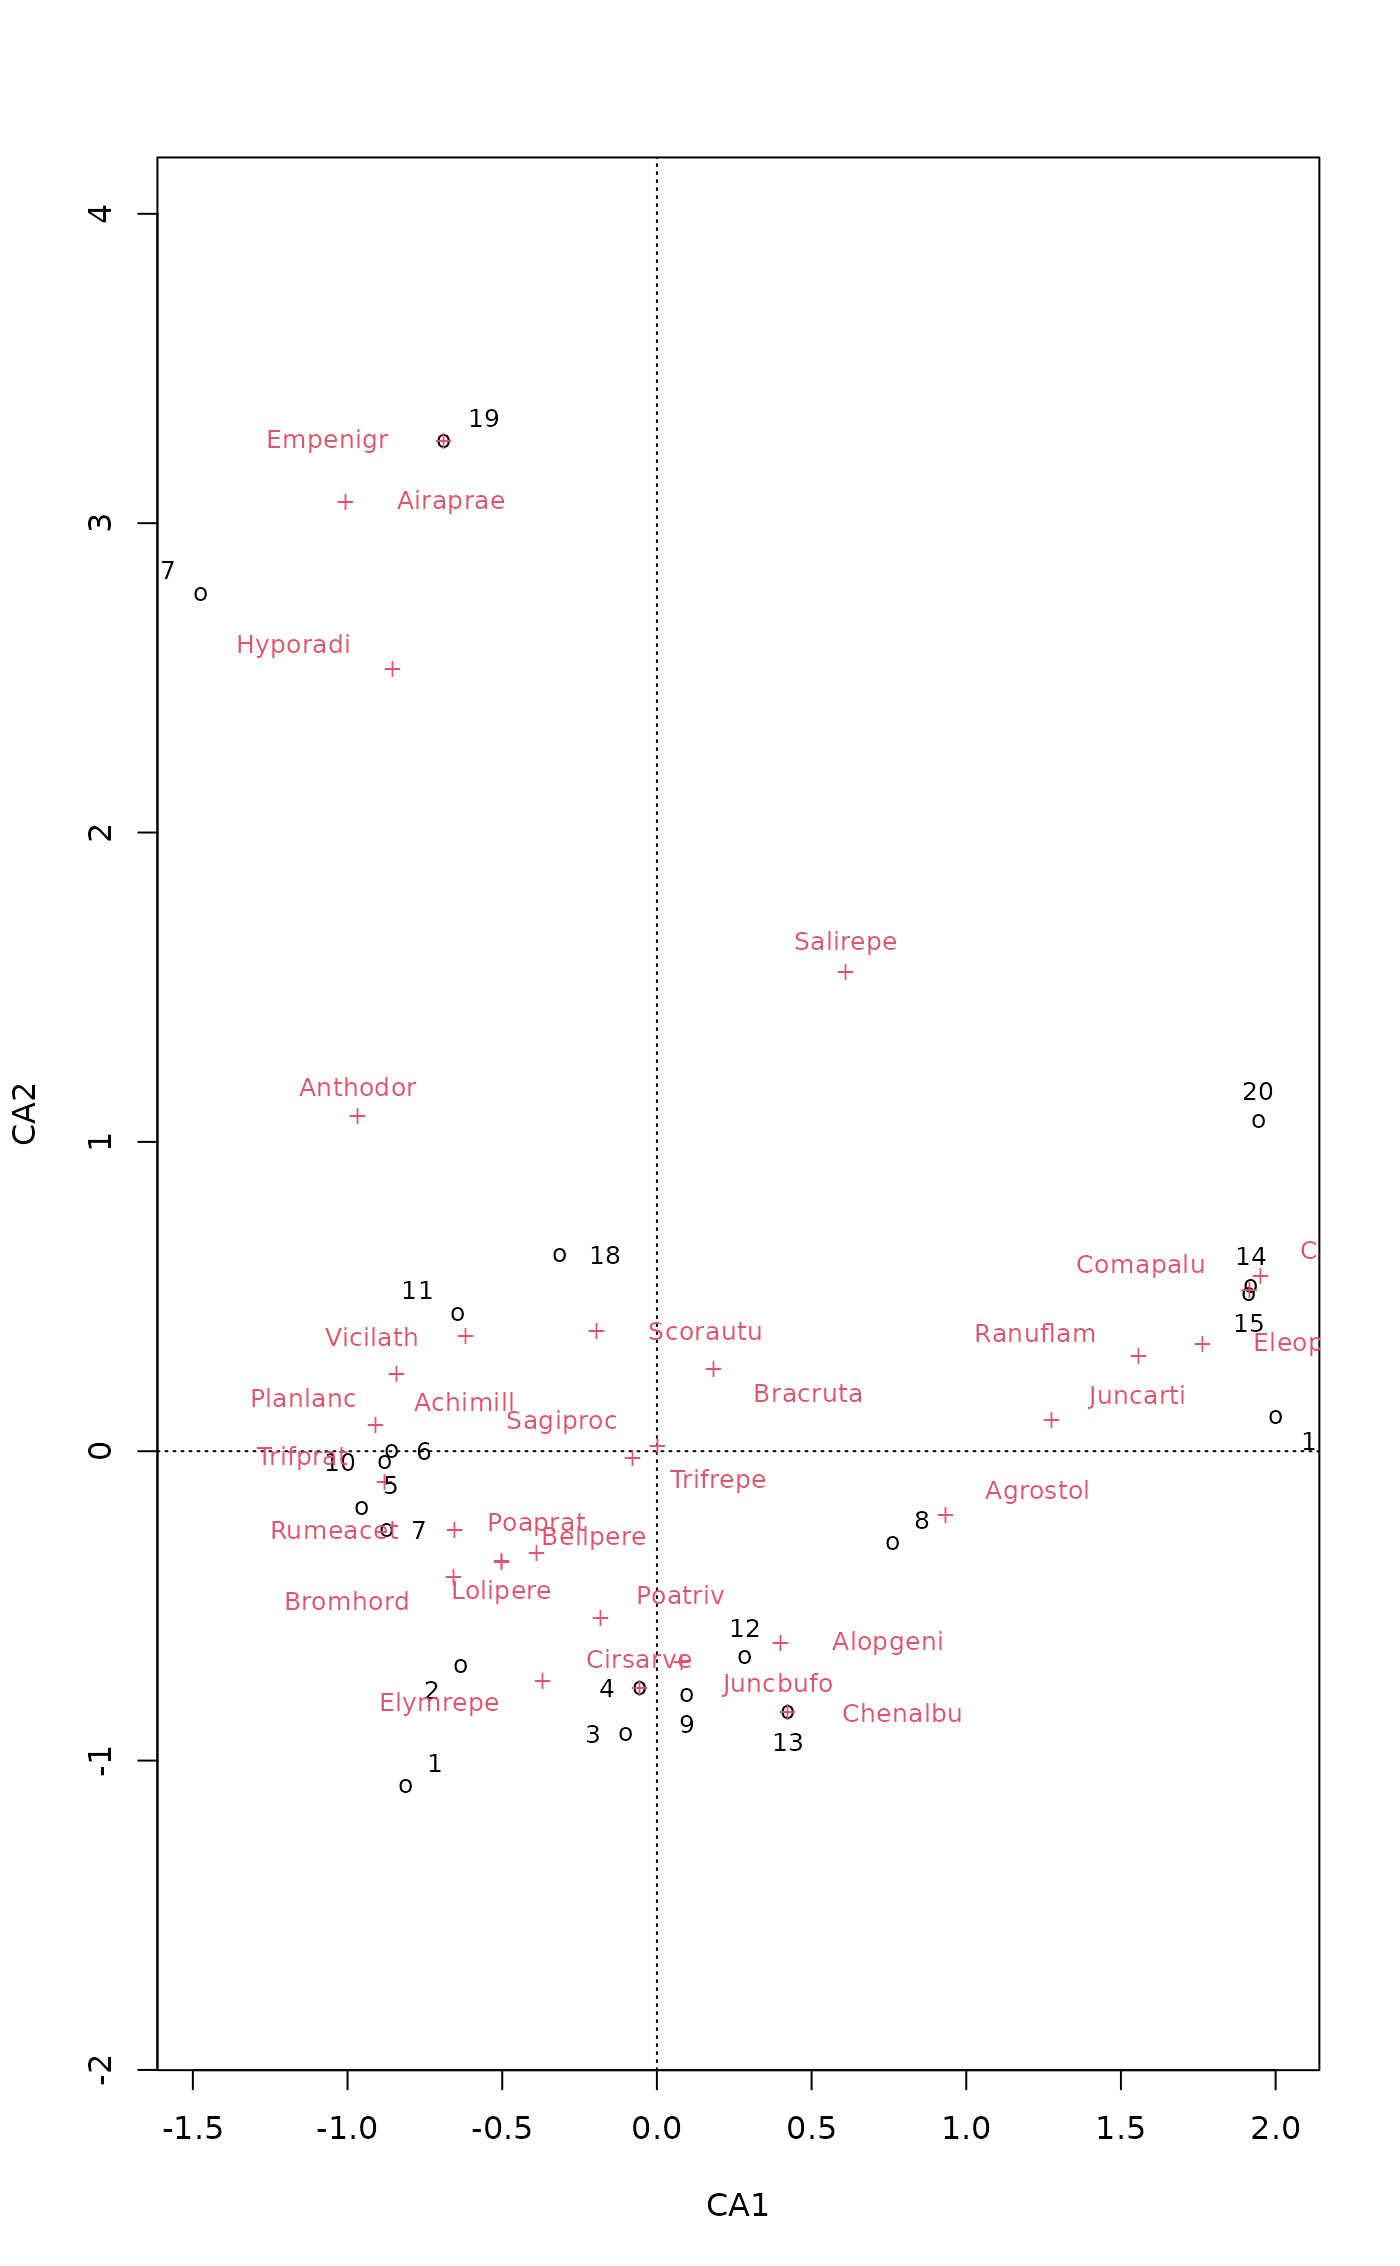 4
3
2
1
0
-1
-2
CA2
19
Empenigr
Airaprae
7
Hyporadi
Salirepe
Anthodor
20
18
14
C
Comapalu
11
15
Vicilath
Scorautu
Ranuflam
Eleop
Planlanc
Achimill
Bracruta
Juncarti
Sagiproc
1
Trifprat
10
6
5
Trifrepe
Agrostol
8
Rumeacet
7
Poaprat
Bellpere
Lolipere
Bromhord
Poatriv
12
Alopgeni
Cirsarve
Juncbufo
2
4
Elymrepe
Chenalbu
3
9
13
1
-1.5 -1.0 -0.5 0.0 0.5 1.0 1.5 2.0
CA1